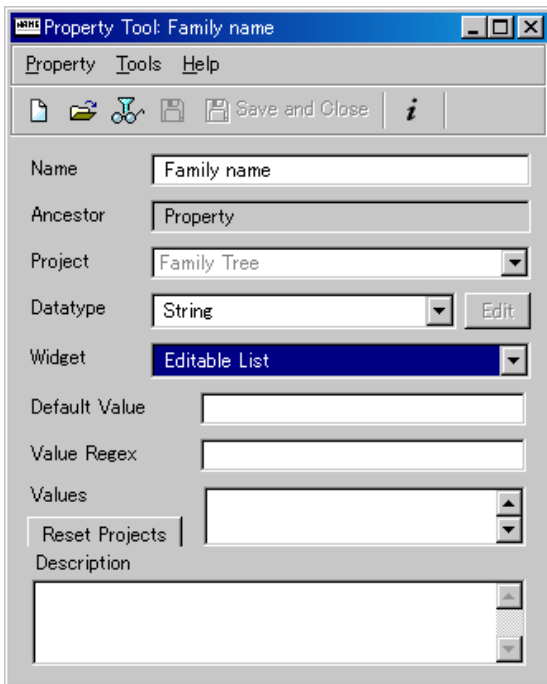 NAME Property Tool: Family name
Property Tools Help
Save and Close i
Name Family name
Ancestor Property
Project Family Tree
Datatype String Edit
Widget Editable List
Default Value
Value Regex
Values
Reset Projects
Description